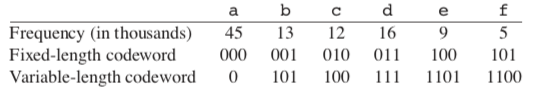 a b c d e f
Frequency (in thousands) 45 13 12 16 9 5
Fixed-length codeword 000 001 010 011 100 101
Variable-length codeword 0 101 100 111 1101 1100